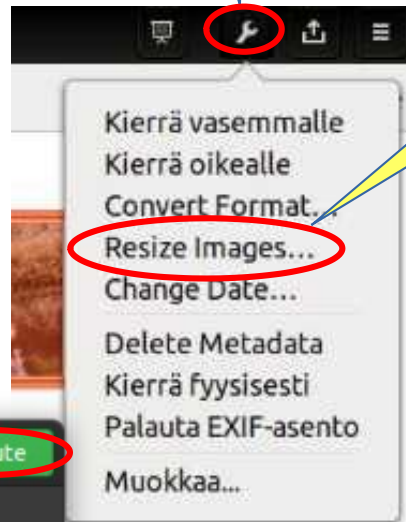 Kierrä vasemmalle
Kierrä oikealle
Convert Format...
Resize Images...
Change Date...
Delete Metadata
Kierrä fyysisesti
Palauta EXIF-asento
Muokkaa...